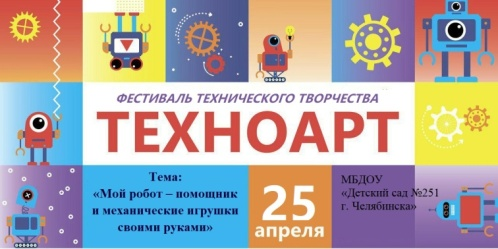 ФЕСТИВАЛЬ ТЕХНИЧЕСКОГО ТВОРЧЕСТВА
ТЕХНОАРТ
Тема:
«Мой робот – помощник
и механические игрушки
своими руками»
25
апреля
МБДОУ
«Детский сад №251
г. Челябинска»